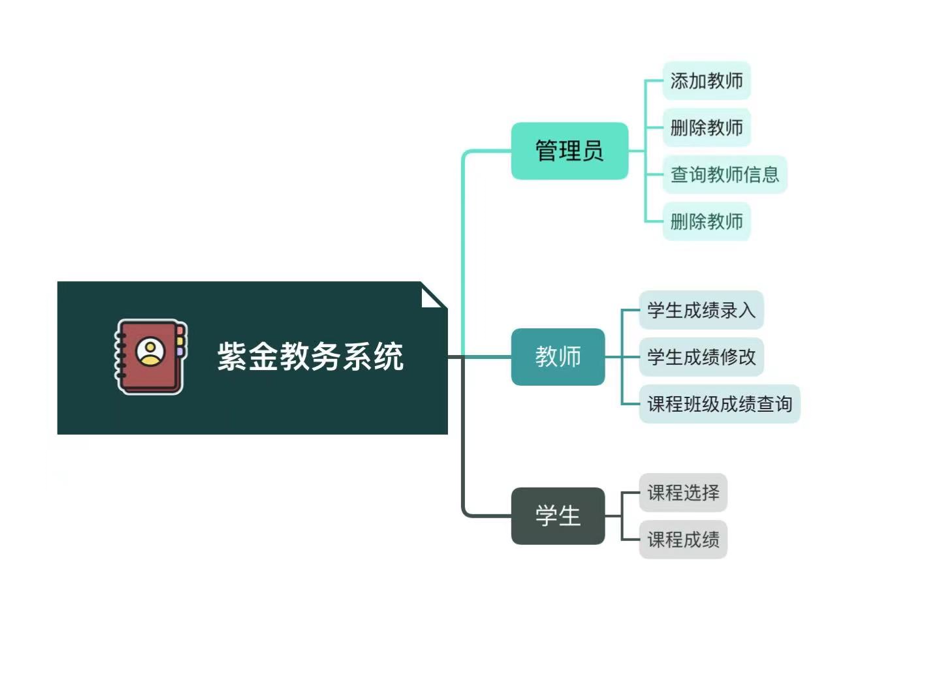 紫金教务系统
管理员
添加教师
删除教师
查询教师信息
删除教师
教师
学生成绩录入
学生成绩修改
课程班级成绩查询
学生
课程选择
课程成绩